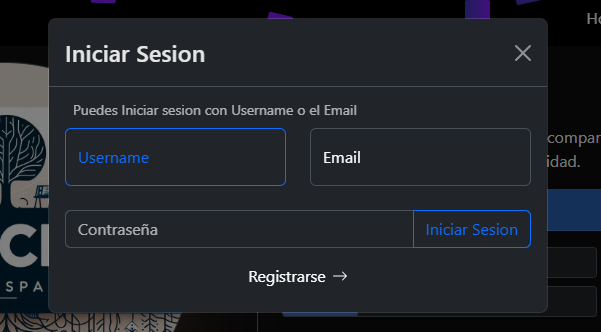 Ho
Iniciar Sesion
Puedes Iniciar sesion con Username o el Email
Username
Email
compar
idad.
Contraseña
Iniciar Sesion
CI
SPA
Registrarse